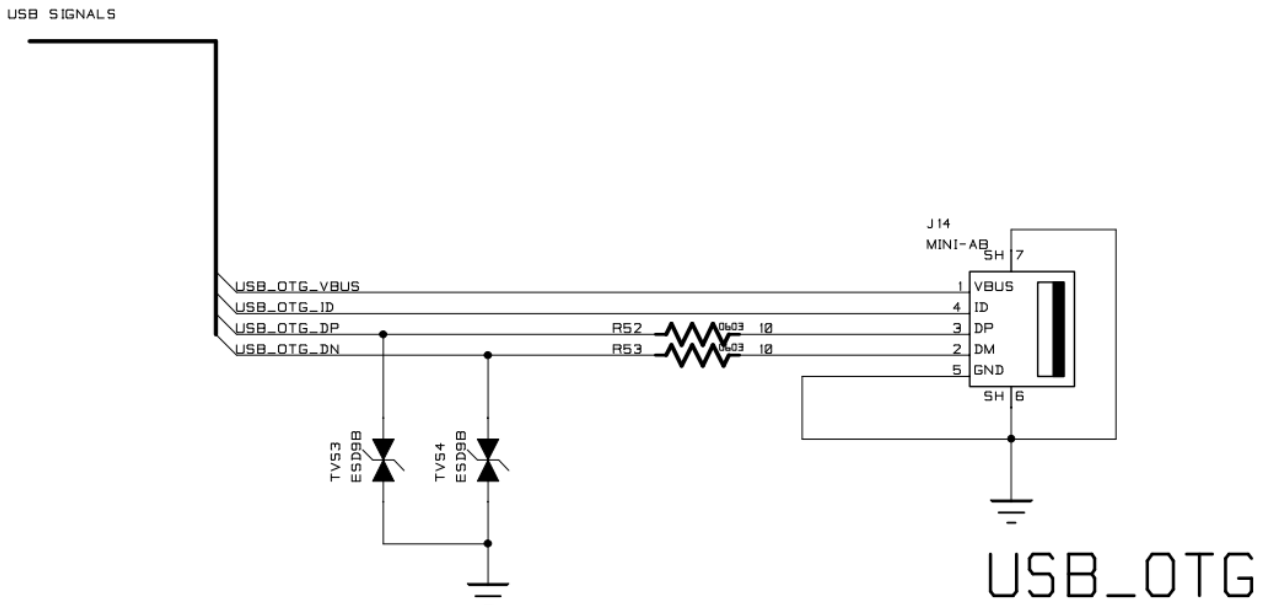 USB SIGNALS
J14
MINI-AB
SH 7
USB_OTG_VBUS 1 VBUS
USB_OTG_ID 4 ID
USB_OTG_DP R52 0603 10 3 DP
USB_OTG_DN R53 0603 10 2 DM
5 GND
SH 6
TVS3
ESD9B
TVS4
ESD9B
USB_OTG